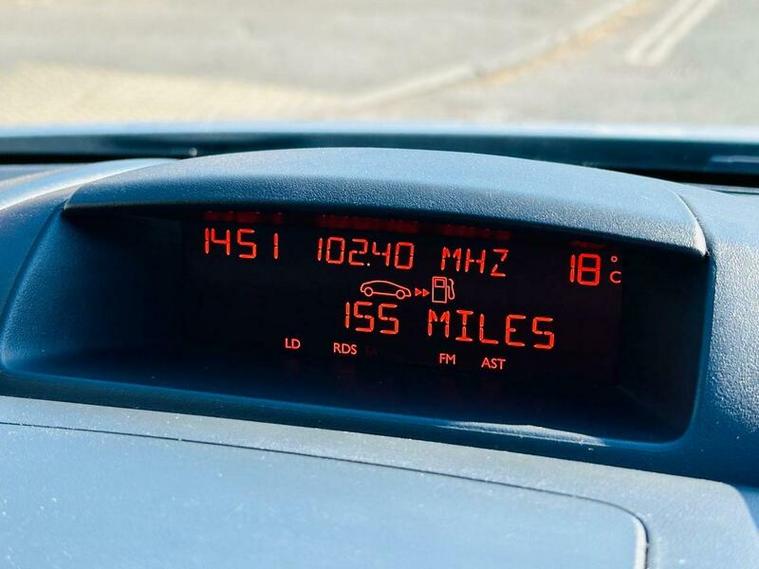 1451 102.40 MHZ 18°C
155 MILES
LD RDS FM AST